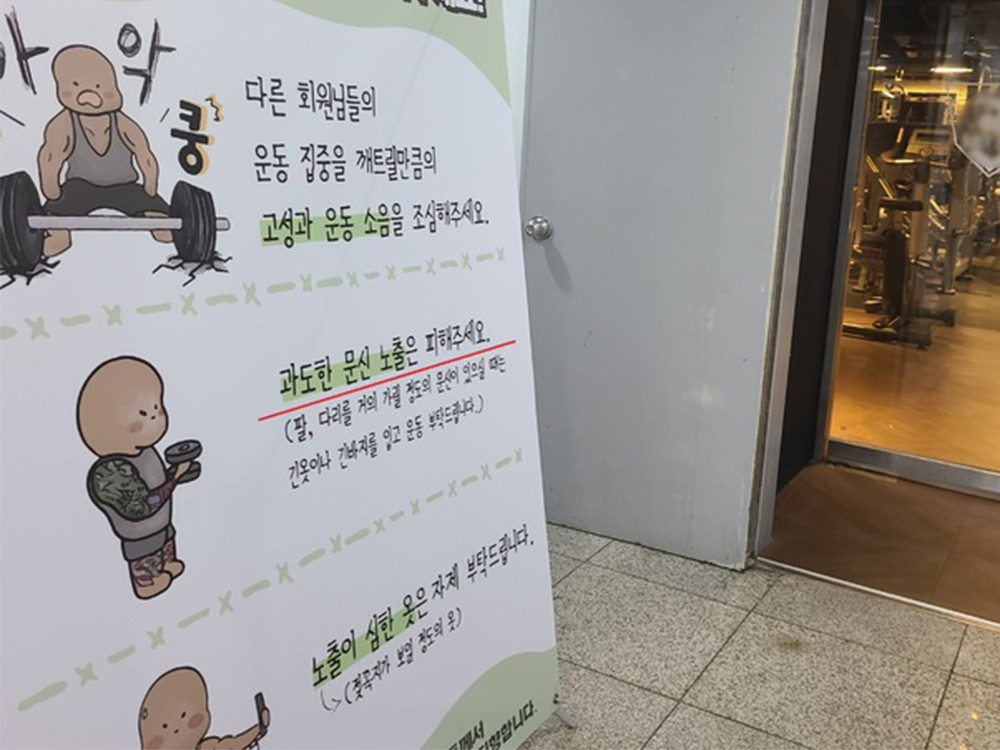 아악
쿵
다른 회원님들의
운동 집중을 깨트릴만큼의
고성과 운동 소음을 조심해주세요.
과도한 문신 노출은 피해주세요.
(팔, 다리를 거의 가릴 정도의 문신이 있으실 때는
긴옷이나 긴바지를 입고 운동 부탁드립니다.)
노출이 심한 옷은 자제 부탁드립니다.
↳(젖꼭지가 보일 정도의 옷)